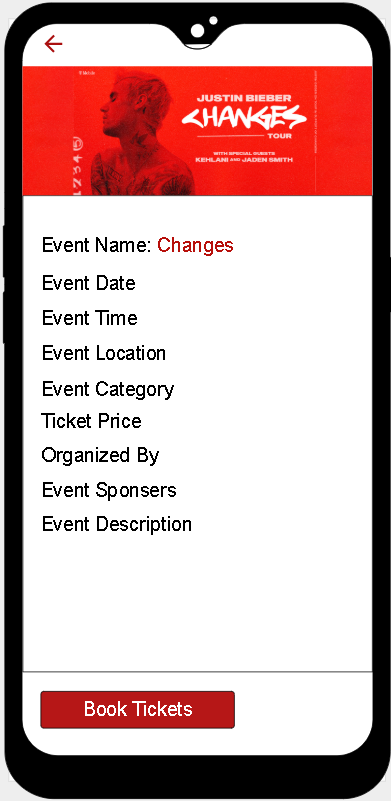 JUSTIN BIEBER
CHANGES
TOUR
WITH SPECIAL GUESTS
KEHLANI AND JADEN SMITH
1234
Event Name: Changes
Event Date
Event Time
Event Location
Event Category
Ticket Price
Organized By
Event Sponsers
Event Description
Book Tickets